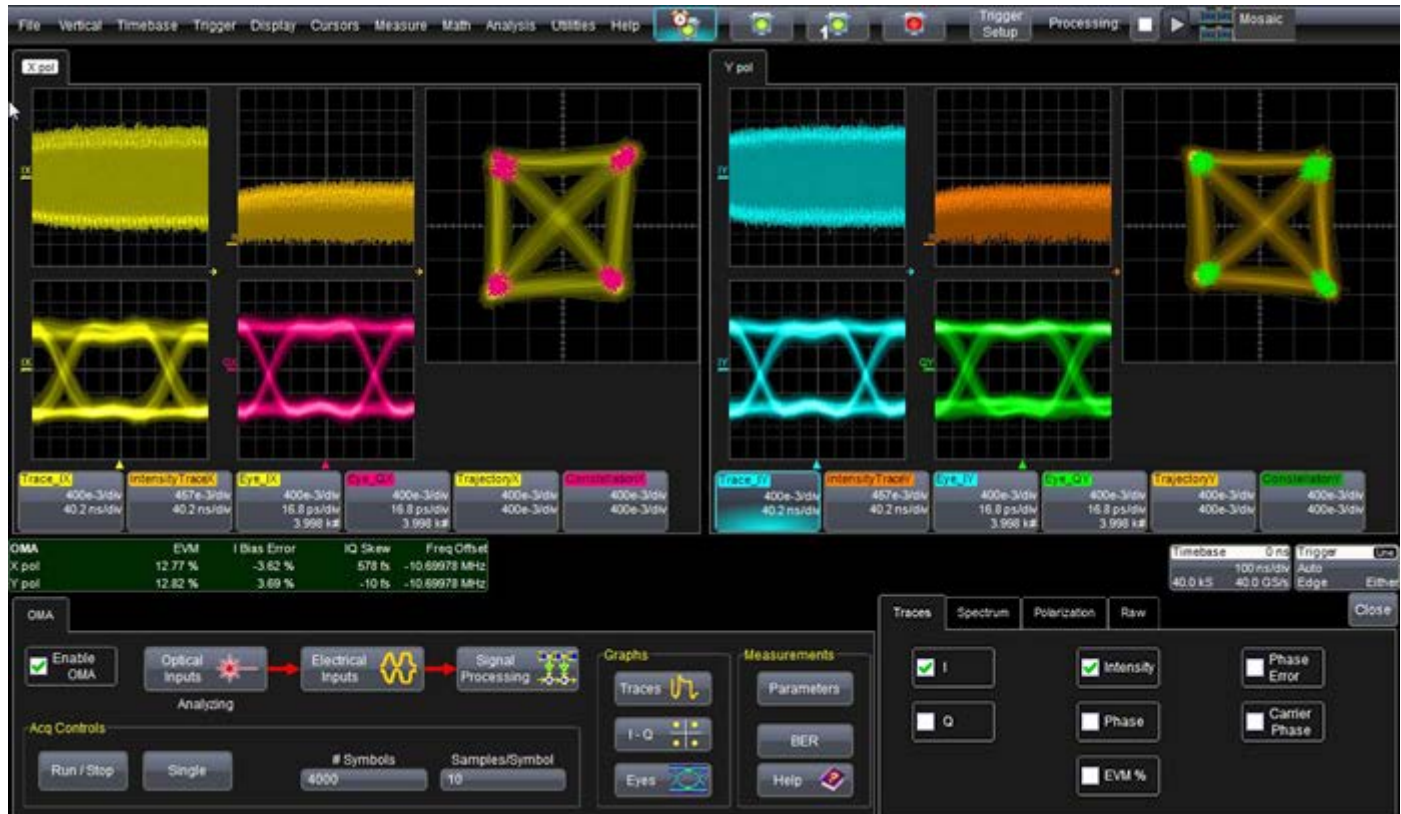 File Vertical Timebase Trigger Display Cursors Measure Math Analysis Utilities Help 1 Trigger Setup Processing: Mosaic
X pol
Y pol
IX
IY
IX
QX
IY
QY
Trace_IX IntensityTraceX Eye_IX Eye_QX TrajectoryX ConstellationX
400e-3/div 457e-3/div 400e-3/div 400e-3/div 400e-3/div 400e-3/div
40.2 ns/div 40.2 ns/div 16.8 ps/div 16.8 ps/div 400e-3/div 400e-3/div
3.998 k# 3.998 k#
Trace_IY IntensityTraceY Eye_IY Eye_QY TrajectoryY ConstellationY
400e-3/div 457e-3/div 400e-3/div 400e-3/div 400e-3/div 400e-3/div
40.2 ns/div 40.2 ns/div 16.8 ps/div 16.8 ps/div 400e-3/div 400e-3/div
3.998 k# 3.998 k#
OMA EVM I Bias Error IQ Skew Freq Offset
X pol 12.77 % -3.62 % 578 fs -10.69978 MHz
Y pol 12.82 % 3.69 % -10 fs -10.69978 MHz
Timebase 0 ns Trigger Line
100 ns/div Auto
40.0 kS 40.0 GS/s Edge Either
OMA
Enable OMA
Optical Inputs
Electrical Inputs
Signal Processing
Analyzing
Acq Controls
Run / Stop
Single
# Symbols
4000
Samples/Symbol
10
Graphs
Traces
I - Q
Eyes
Measurements
Parameters
BER
Help
Traces Spectrum Polarization Raw Close
I Intensity Phase Error
Q Phase Carrier Phase
EVM %